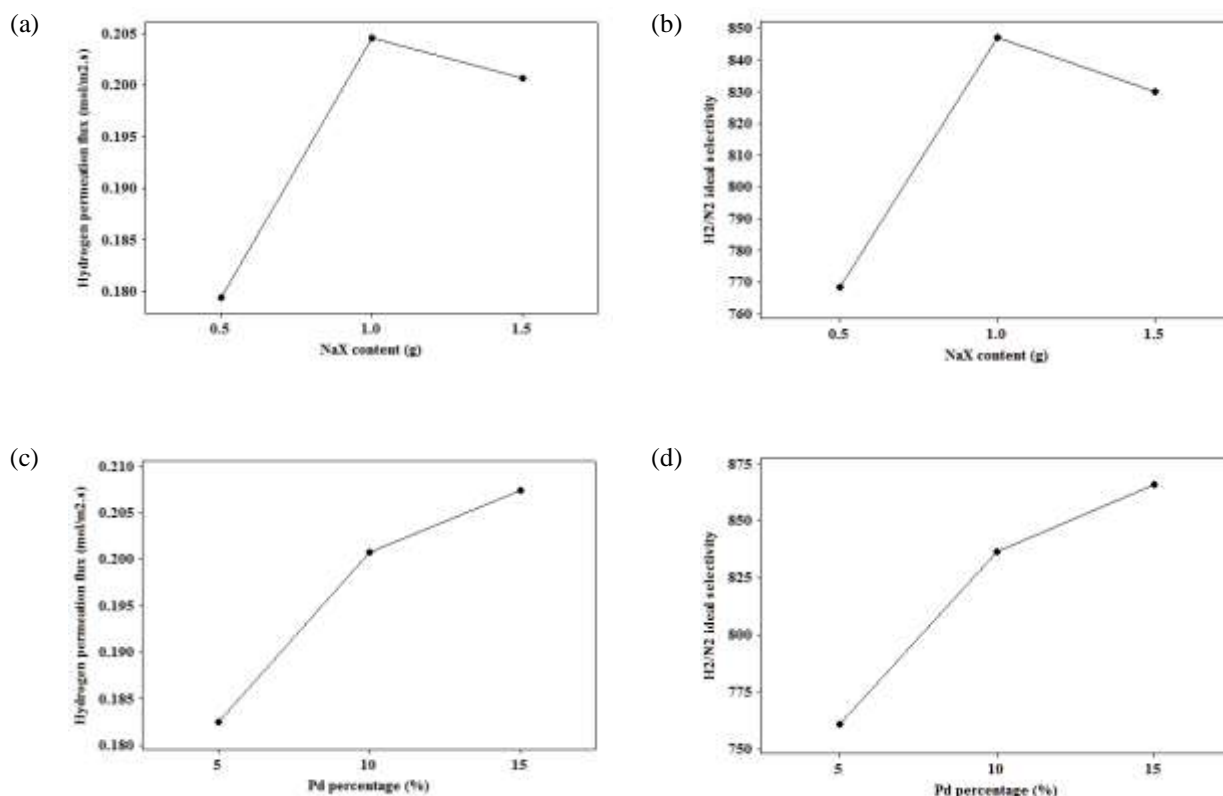 (a)
Hydrogen permeation flux (mol/m2.s)
0.205
0.200
0.195
0.190
0.185
0.180
0.5 1.0 1.5
NaX content (g)
(b)
H2/N2 ideal selectivity
850
840
830
820
810
800
790
780
770
760
0.5 1.0 1.5
NaX content (g)
(c)
Hydrogen permeation flux (mol/m2.s)
0.210
0.205
0.200
0.195
0.190
0.185
0.180
5 10 15
Pd percentage (%)
(d)
H2/N2 ideal selectivity
875
850
825
800
775
750
5 10 15
Pd percentage (%)